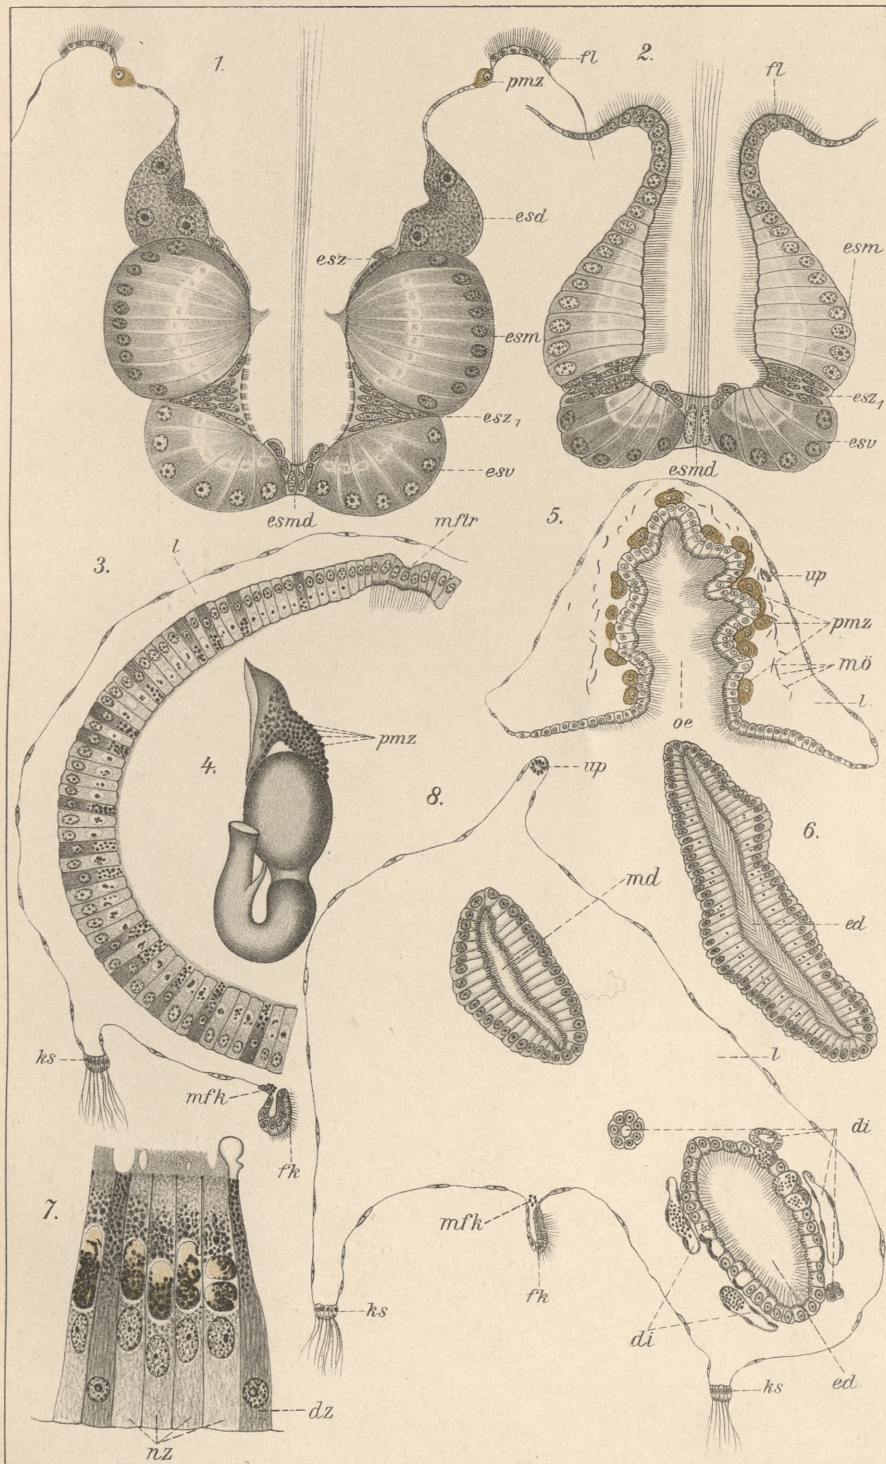 1.
fl
2.
fl
pmz
esd
esz
esm
esm
esz₁
esz₁
esv
esv
esmd
esmd
mflr
5.
l
3.
up
pmz
mö
l
oe
4.
pmz
up
8.
6.
md
ed
l
ks
mfk
di
fk
7.
mfk
fk
ks
di
ed
ks
dz
nz